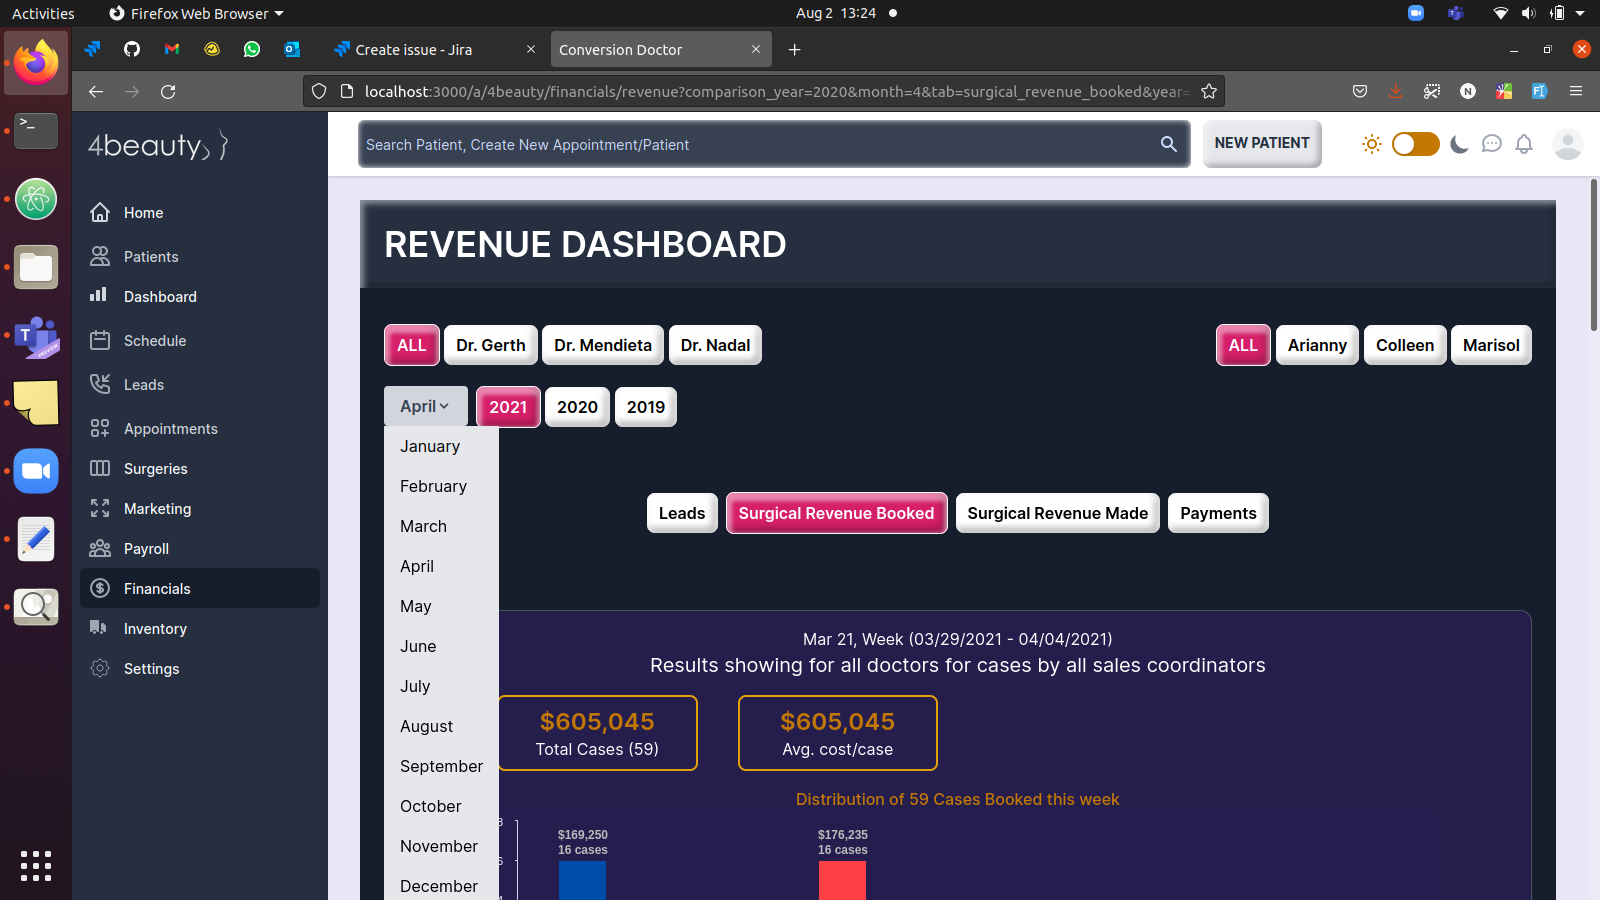 Activities
Firefox Web Browser
Aug 2 13:24
Create issue - Jira
Conversion Doctor
localhost:3000/a/4beauty/financials/revenue?comparison_year=2020&month=4&tab=surgical_revenue_booked&year=
4beauty
Search Patient, Create New Appointment/Patient
NEW PATIENT
Home
Patients
Dashboard
Schedule
Leads
Appointments
Surgeries
Marketing
Payroll
Financials
Inventory
Settings
REVENUE DASHBOARD
ALL Dr. Gerth Dr. Mendieta Dr. Nadal
ALL Arianny Colleen Marisol
April 2021 2020 2019
January
February
March
April
May
June
July
August
September
October
November
December
Leads Surgical Revenue Booked Surgical Revenue Made Payments
Mar 21, Week (03/29/2021 - 04/04/2021)
Results showing for all doctors for cases by all sales coordinators
$605,045
Total Cases (59)
$605,045
Avg. cost/case
Distribution of 59 Cases Booked this week
$169,250
16 cases
$176,235
16 cases